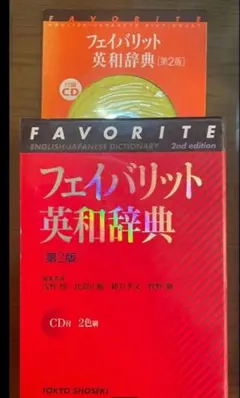 FAVORITE
ENGLISH-JAPANESE DICTIONARY
フェイバリット
英和辞典[第2版]
付録
CD
FAVORITE
ENGLISH-JAPANESE DICTIONARY 2nd edition
フェイバリット
英和辞典
第2版
CD付 2色刷
TOKYO SHOSEKI